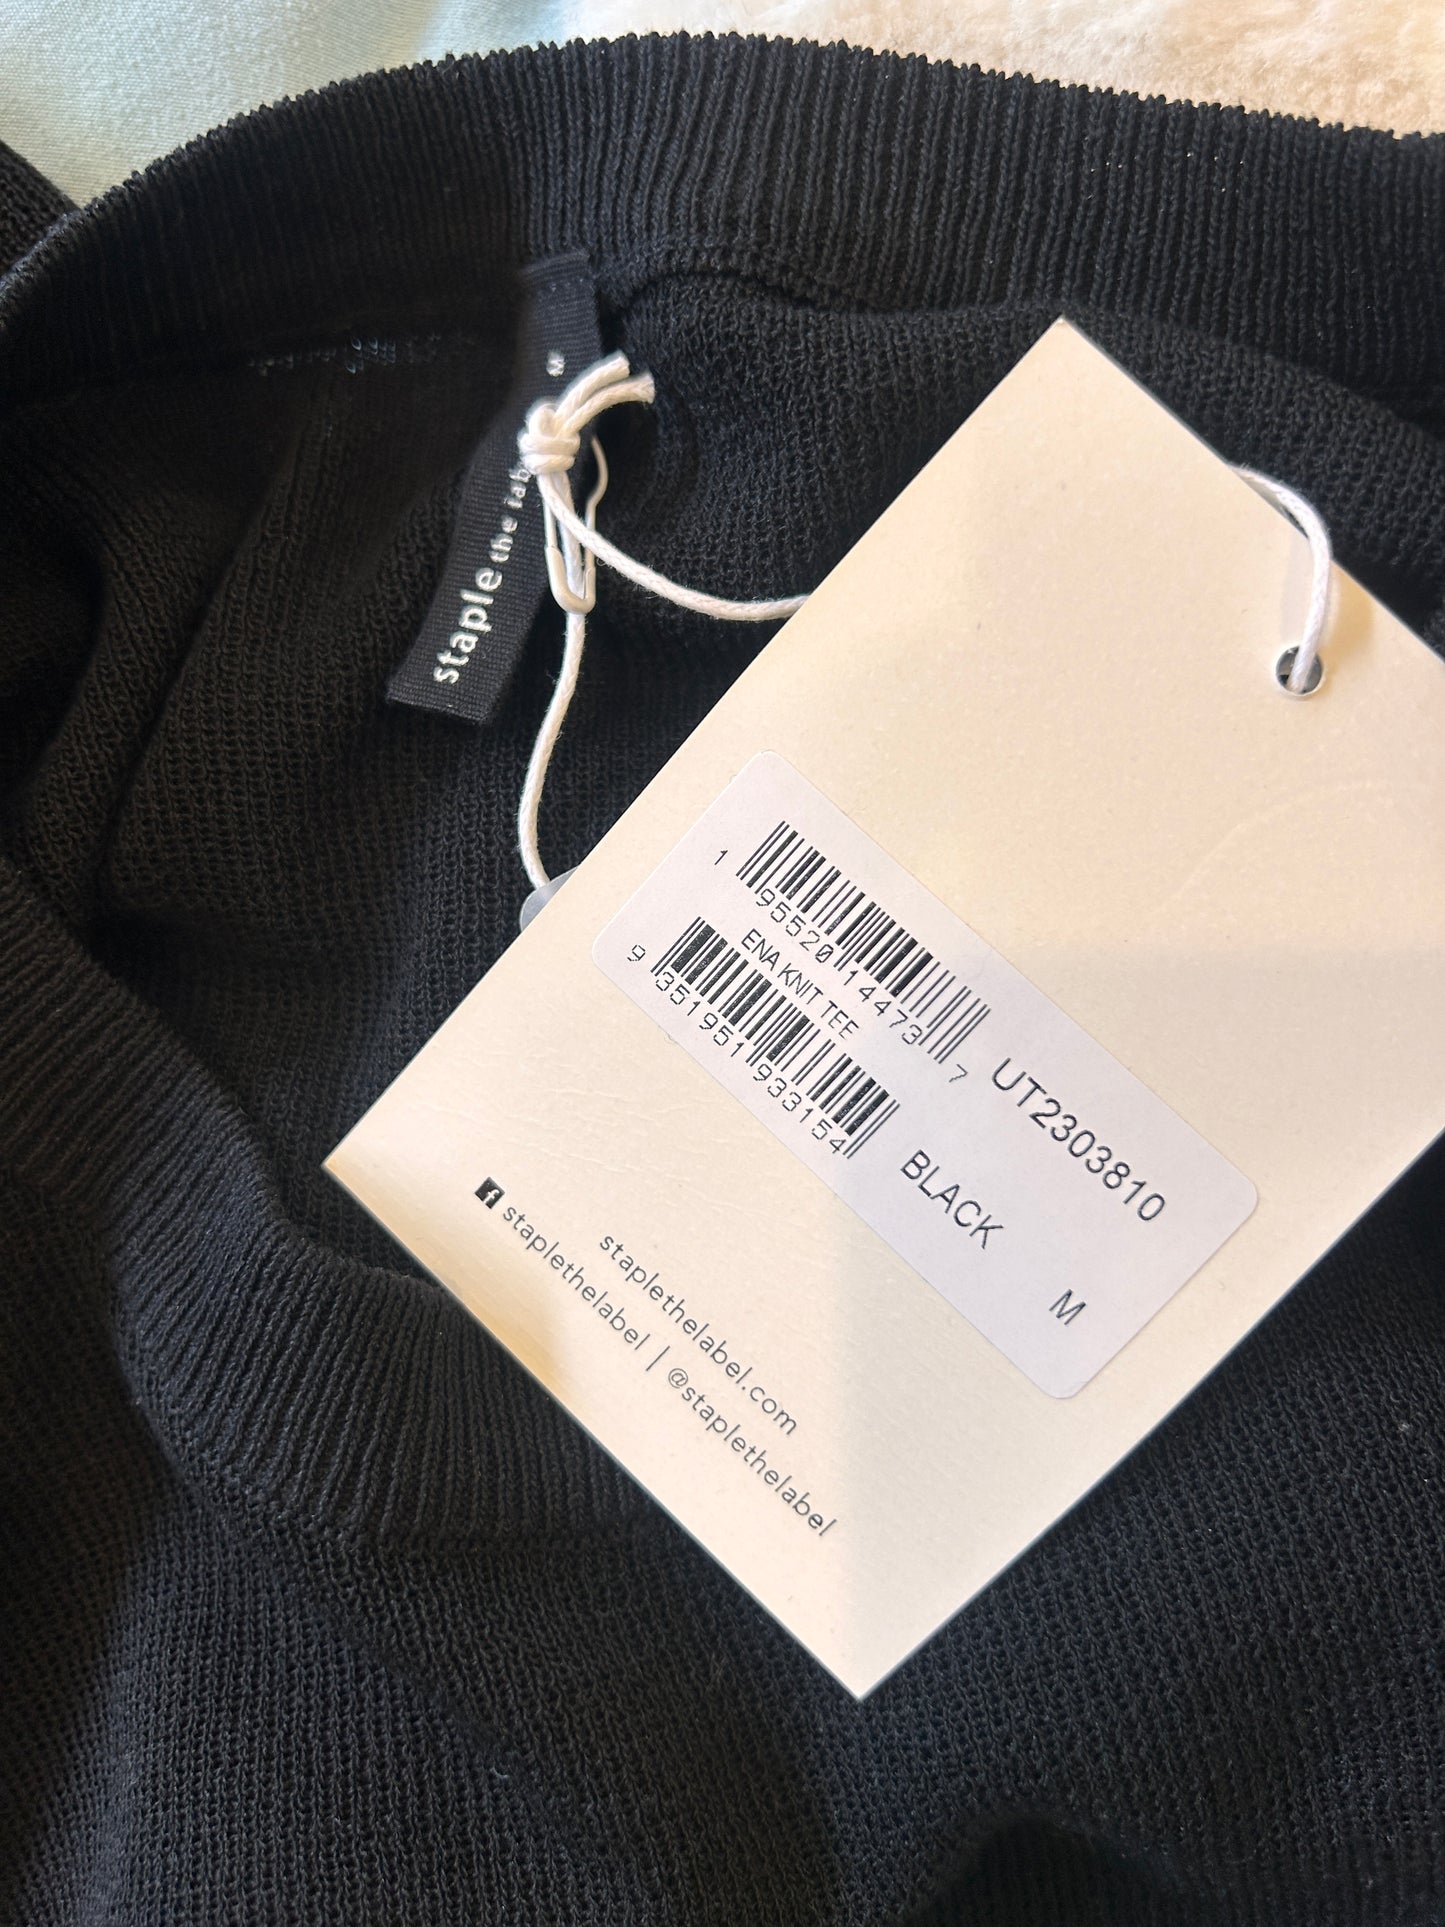 staple the label
1 95520 14473 7
ENA KNIT TEE
9 351951 933154
UT2303810
BLACK
M
staplethelabel.com
f staplethelabel | @staplethelabel